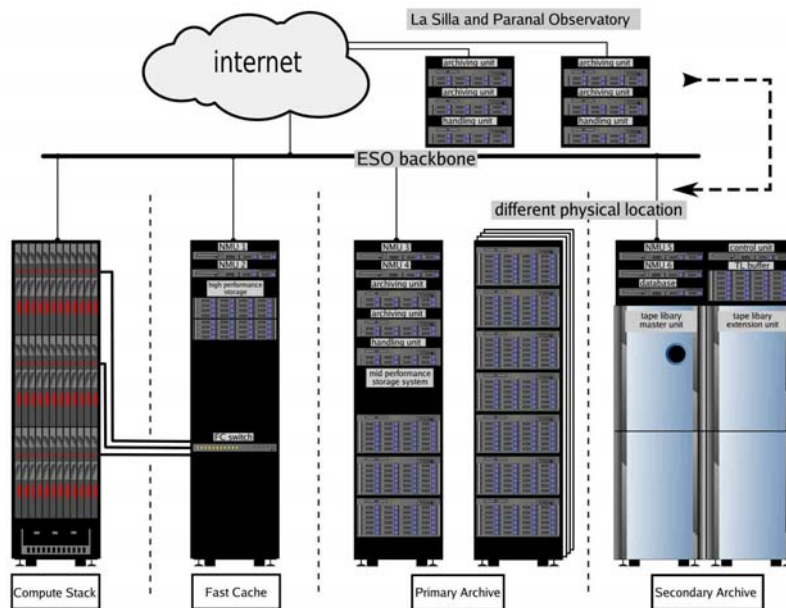 La Silla and Paranal Observatory
internet
archiving unit
archiving unit
handling unit
archiving unit
archiving unit
handling unit
ESO backbone
different physical location
NMU 1
NMU 2
high performance
storage
FC switch
NMU 3
NMU 4
archiving unit
archiving unit
handling unit
mid performance
storage system
NMU 5
NMU 6
database
control unit
TL buffer
tape libary
master unit
tape libary
extension unit
Compute Stack
Fast Cache
Primary Archive
Secondary Archive